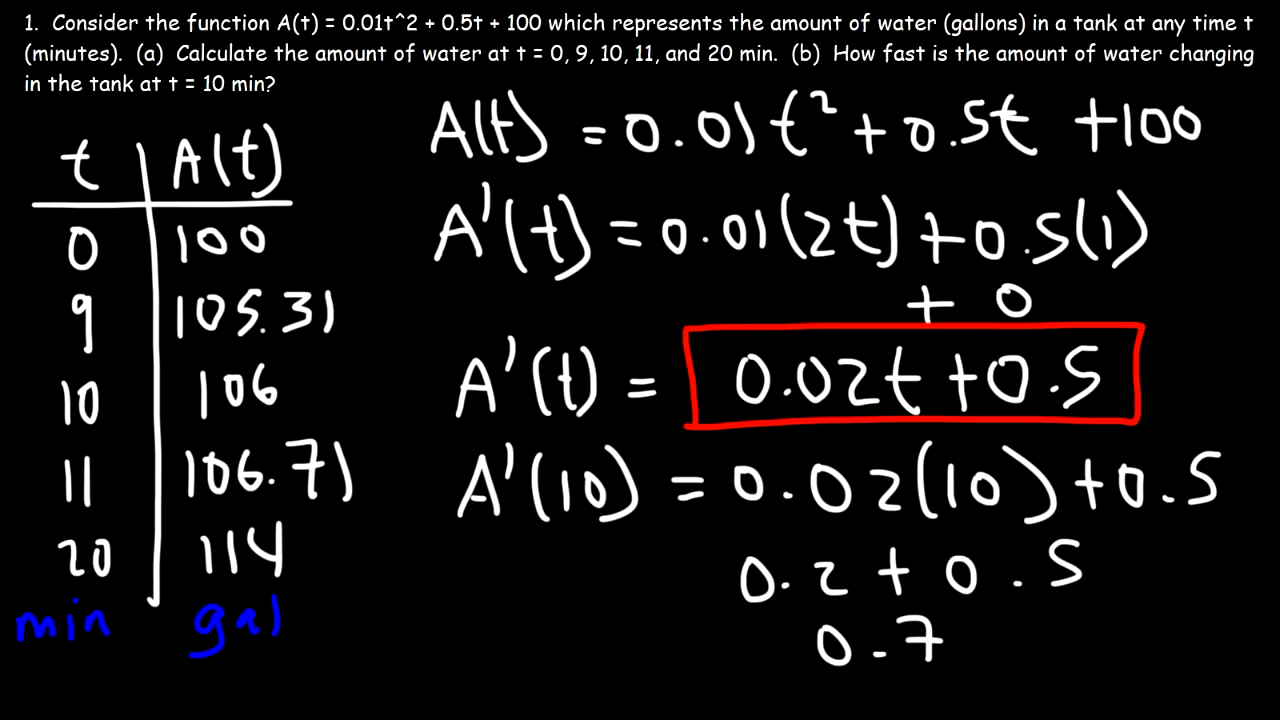 1. Consider the function A(t) = 0.01t^2 + 0.5t + 100 which represents the amount of water (gallons) in a tank at any time t
(minutes). (a) Calculate the amount of water at t = 0, 9, 10, 11, and 20 min. (b) How fast is the amount of water changing
in the tank at t = 10 min?
t A(t)
0 100
9 105.31
10 106
11 106.71
20 114
min gal
A(t) = 0.01t² + 0.5t + 100
A'(t) = 0.01(2t) + 0.5(1)
+ 0
A'(t) = 0.02t + 0.5
A'(10) = 0.02(10) + 0.5
0.2 + 0.5
0.7